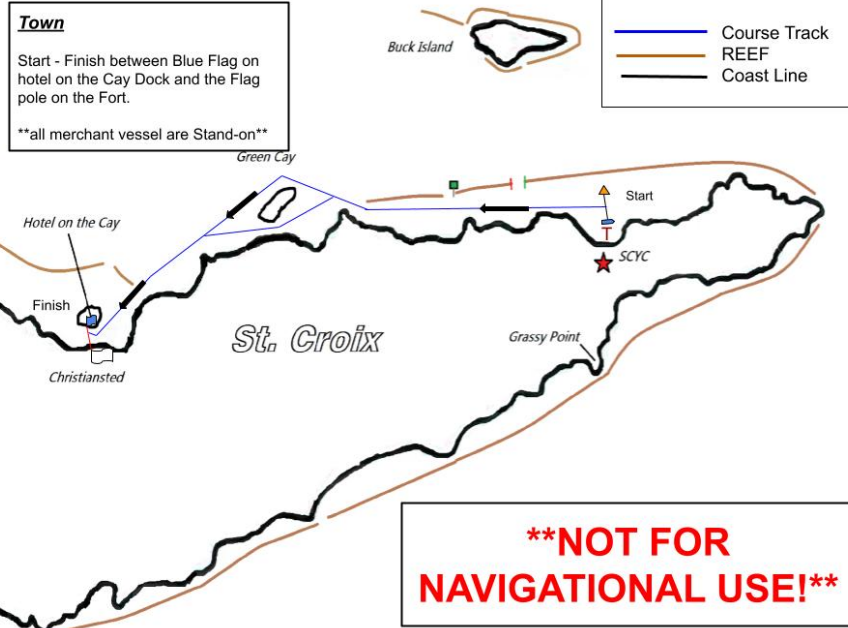 Town
Start - Finish between Blue Flag on
hotel on the Cay Dock and the Flag
pole on the Fort.
**all merchant vessel are Stand-on**
Buck Island
Course Track
REEF
Coast Line
Green Cay
Start
Hotel on the Cay
SCYC
Finish
St. Croix
Grassy Point
Christiansted
**NOT FOR
NAVIGATIONAL USE!**